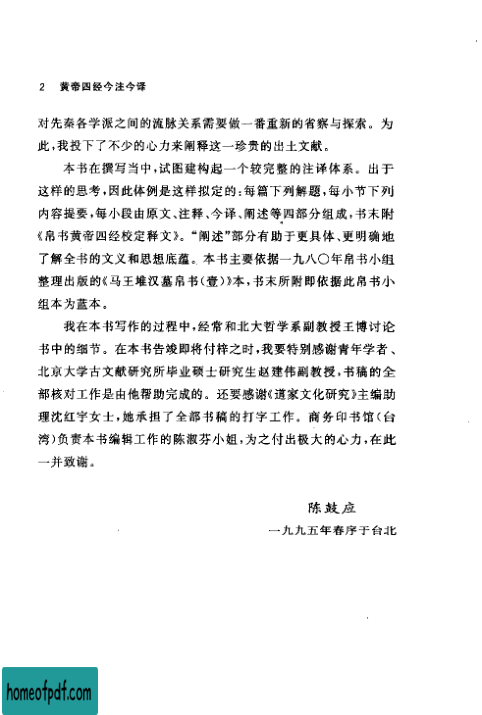 2 黄帝四经今注今译
对先秦各学派之间的流脉关系需要做一番重新的省察与探索。为
此,我投下了不少的心力来阐释这一珍贵的出土文献。
本书在撰写当中,试图建构起一个较完整的注译体系。出于
这样的思考,因此体例是这样拟定的:每篇下列解题,每小节下列
内容提要,每小段由原文、注释、今译、阐述等四部分组成,书末附
《帛书黄帝四经校定释文》。“阐述”部分有助于更具体、更明确地
了解全书的文义和思想底蕴。本书主要依据一九八〇年帛书小组
整理出版的《马王堆汉墓帛书(壹)》本,书末所附即依据此帛书小
组本为蓝本。
我在本书写作的过程中,经常和北大哲学系副教授王博讨论
书中的细节。在本书告竣即将付梓之时,我要特别感谢青年学者、
北京大学古文献研究所毕业硕士研究生赵建伟副教授,书稿的全
部核对工作是由他帮助完成的。还要感谢《道家文化研究》主编助
理沈红宇女士,她承担了全部书稿的打字工作。商务印书馆(台
湾)负责本书编辑工作的陈淑芬小姐,为之付出极大的心力,在此
一并致谢。
陈鼓应
一九九五年春序于台北
homeofpdf.com